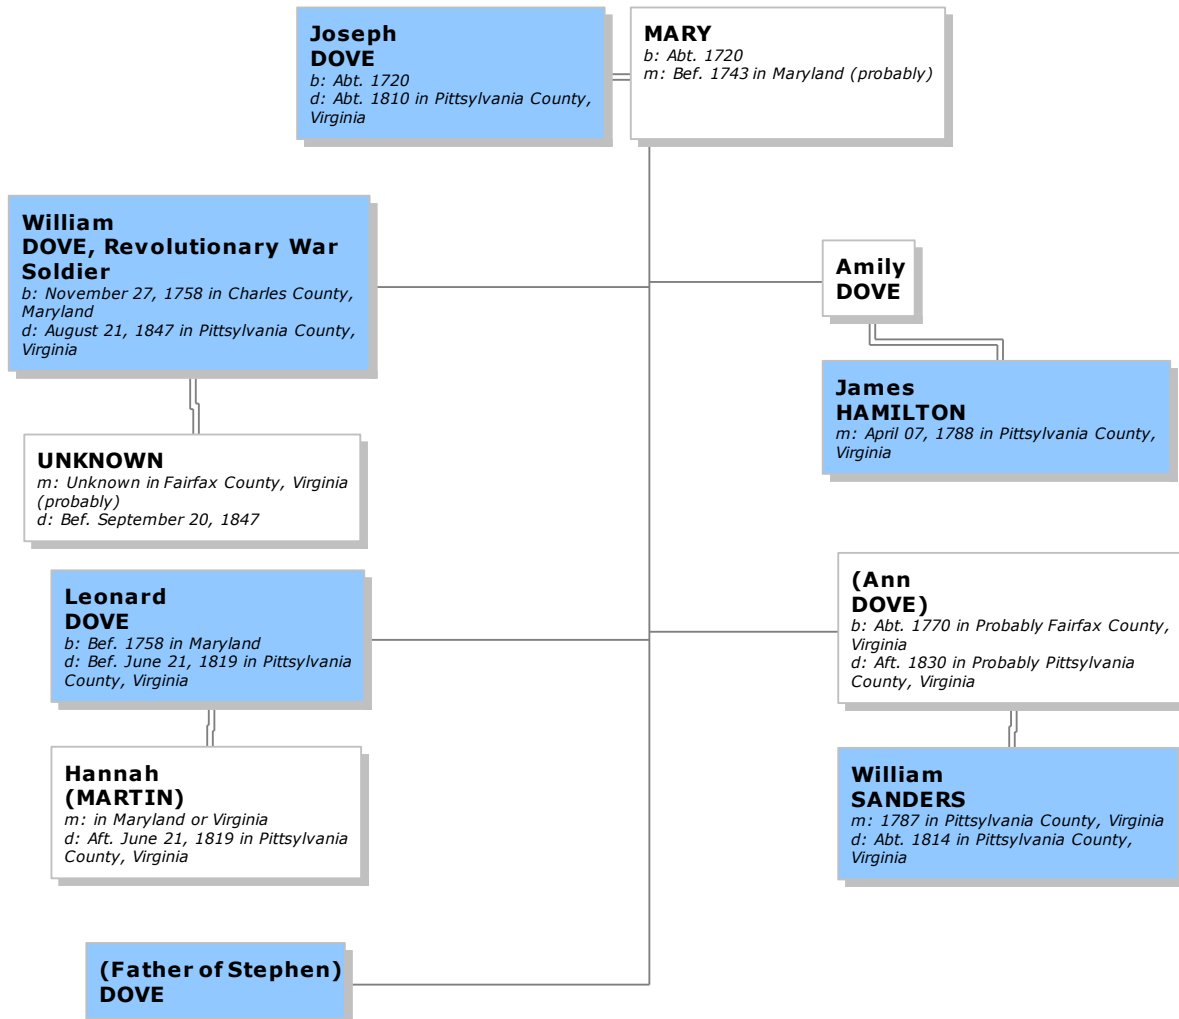 Joseph
DOVE
b: Abt. 1720
d: Abt. 1810 in Pittsylvania County,
Virginia
MARY
b: Abt. 1720
m: Bef. 1743 in Maryland (probably)
William
DOVE, Revolutionary War
Soldier
b: November 27, 1758 in Charles County,
Maryland
d: August 21, 1847 in Pittsylvania County,
Virginia
Amily
DOVE
James
HAMILTON
m: April 07, 1788 in Pittsylvania County,
Virginia
UNKNOWN
m: Unknown in Fairfax County, Virginia
(probably)
d: Bef. September 20, 1847
Leonard
DOVE
b: Bef. 1758 in Maryland
d: Bef. June 21, 1819 in Pittsylvania
County, Virginia
(Ann
DOVE)
b: Abt. 1770 in Probably Fairfax County,
Virginia
d: Aft. 1830 in Probably Pittsylvania
County, Virginia
Hannah
(MARTIN)
m: in Maryland or Virginia
d: Aft. June 21, 1819 in Pittsylvania
County, Virginia
William
SANDERS
m: 1787 in Pittsylvania County, Virginia
d: Abt. 1814 in Pittsylvania County,
Virginia
(Father of Stephen)
DOVE